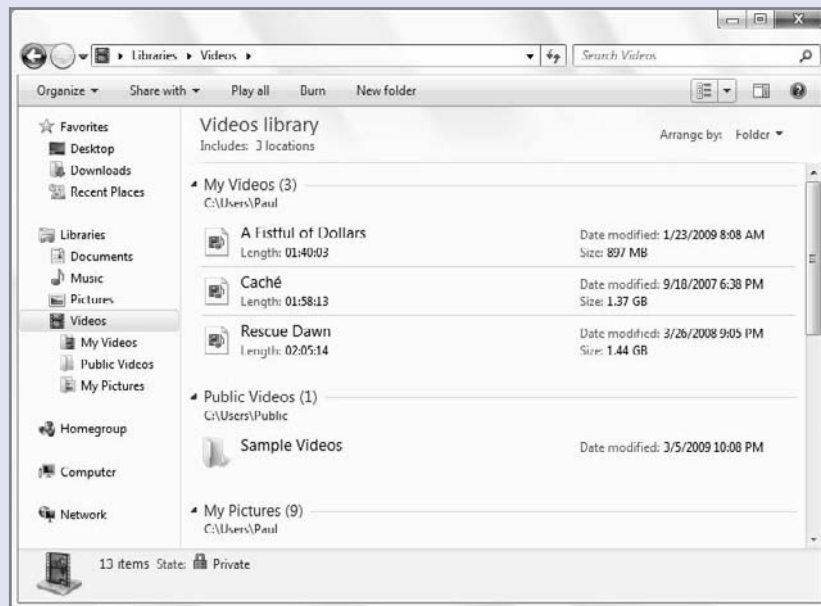 Libraries Videos
Search Videos
Organize Share with Play all Burn New folder
Favorites
Desktop
Downloads
Recent Places
Libraries
Documents
Music
Pictures
Videos
My Videos
Public Videos
My Pictures
Homegroup
Computer
Network
Videos library
Includes: 3 locations
Arrange by: Folder
My Videos (3)
C:\Users\Paul
A Fistful of Dollars
Length: 01:40:03
Date modified: 1/23/2009 8:08 AM
Size: 897 MB
Caché
Length: 01:58:13
Date modified: 9/18/2007 6:38 PM
Size: 1.37 GB
Rescue Dawn
Length: 02:05:14
Date modified: 3/26/2008 9:05 PM
Size: 1.44 GB
Public Videos (1)
C:\Users\Public
Sample Videos
Date modified: 3/5/2009 10:08 PM
My Pictures (9)
C:\Users\Paul
13 items State: Private